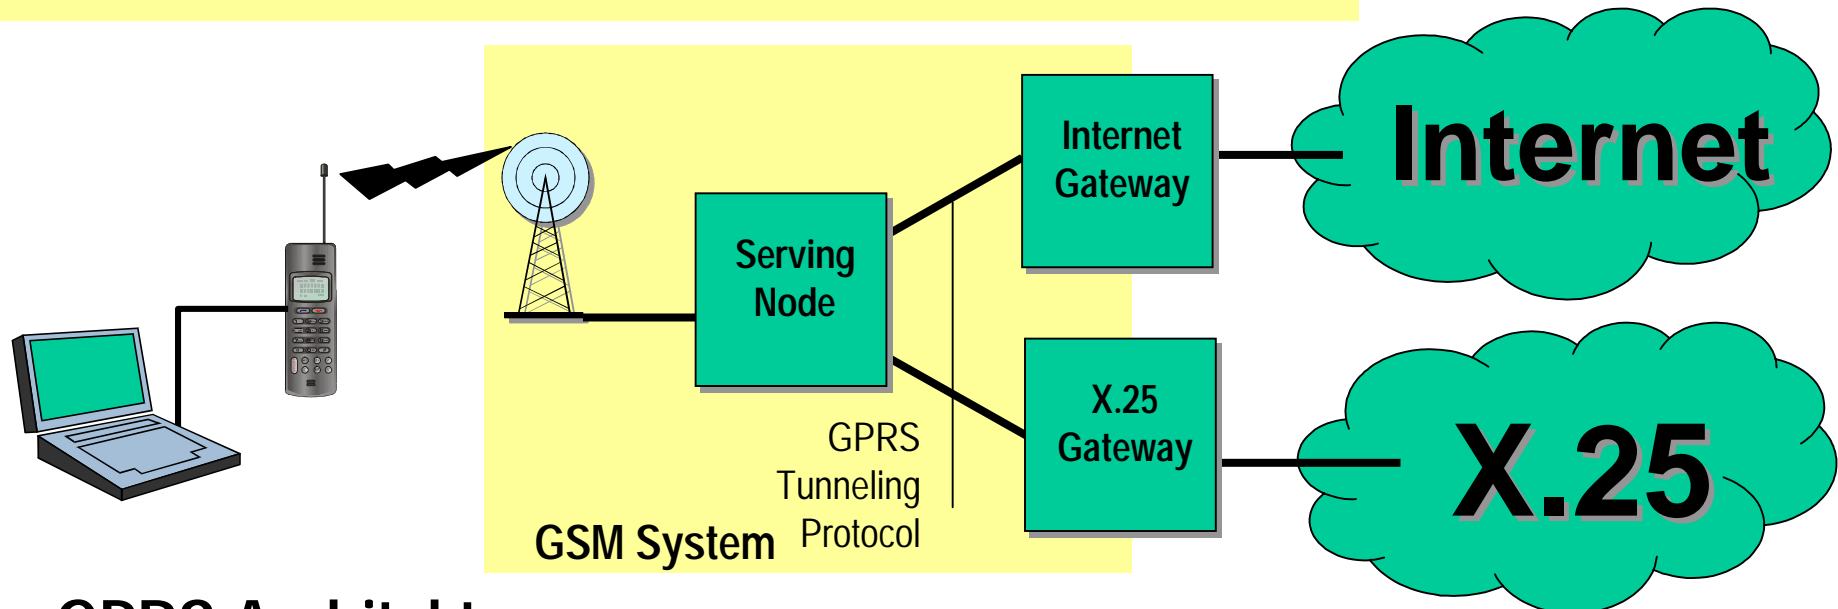 Internet
Gateway
Internet
Serving
Node
X.25
Gateway
X.25
GPRS
Tunneling
Protocol
GSM System